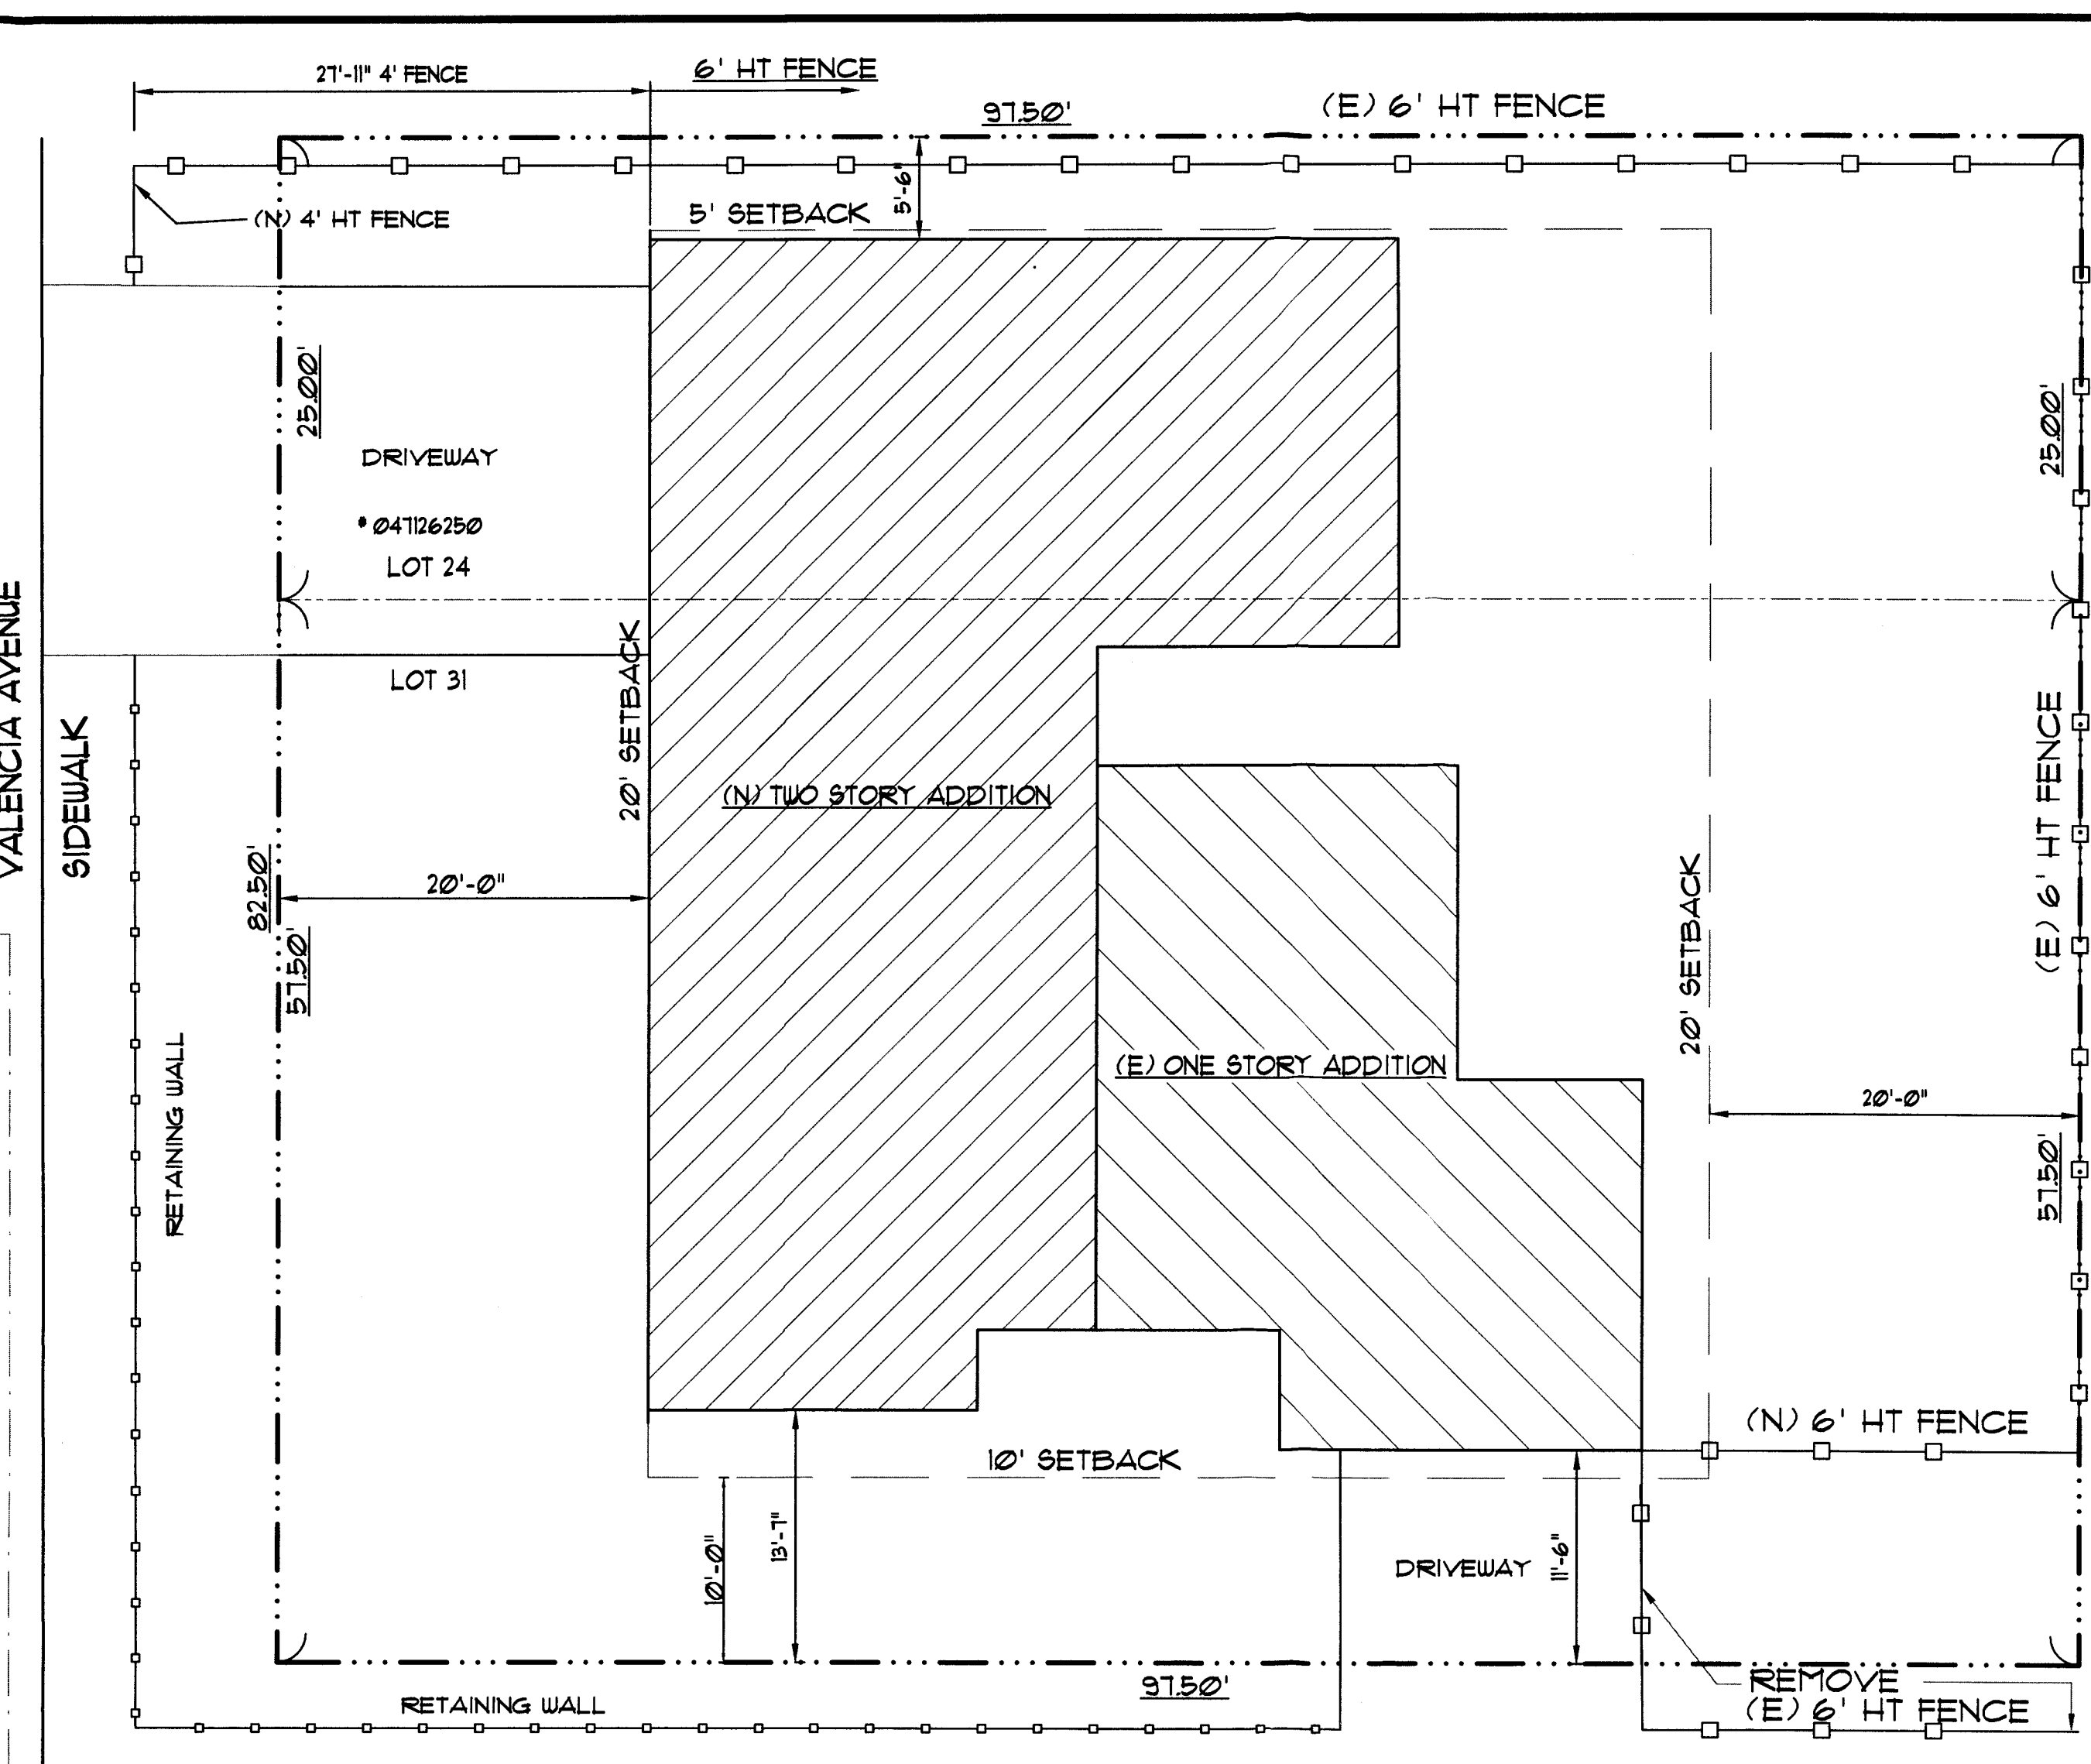 27'-11" 4' FENCE
6' HT FENCE
97.50'
(E) 6' HT FENCE
(N) 4' HT FENCE
5' SETBACK
5'-6"
25.00'
25.00'
DRIVEWAY
# 047126250
LOT 24
LOT 31
VALENCIA AVENUE
SIDEWALK
20' SETBACK
(N) TWO STORY ADDITION
20'-0"
82.50'
57.50'
(E) 6' HT FENCE
20' SETBACK
(E) ONE STORY ADDITION
20'-0"
57.50'
RETAINING WALL
(N) 6' HT FENCE
10' SETBACK
10'-0"
13'-7"
DRIVEWAY
11'-6"
97.50'
RETAINING WALL
REMOVE
(E) 6' HT FENCE